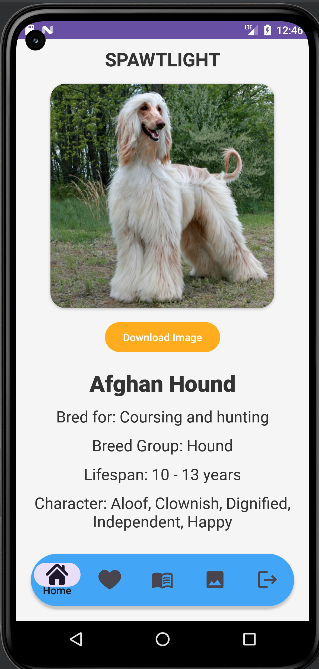 12:46
SPAWTLIGHT
Download Image
Afghan Hound
Bred for: Coursing and hunting
Breed Group: Hound
Lifespan: 10 - 13 years
Character: Aloof, Clownish, Dignified,
Independent, Happy
Home